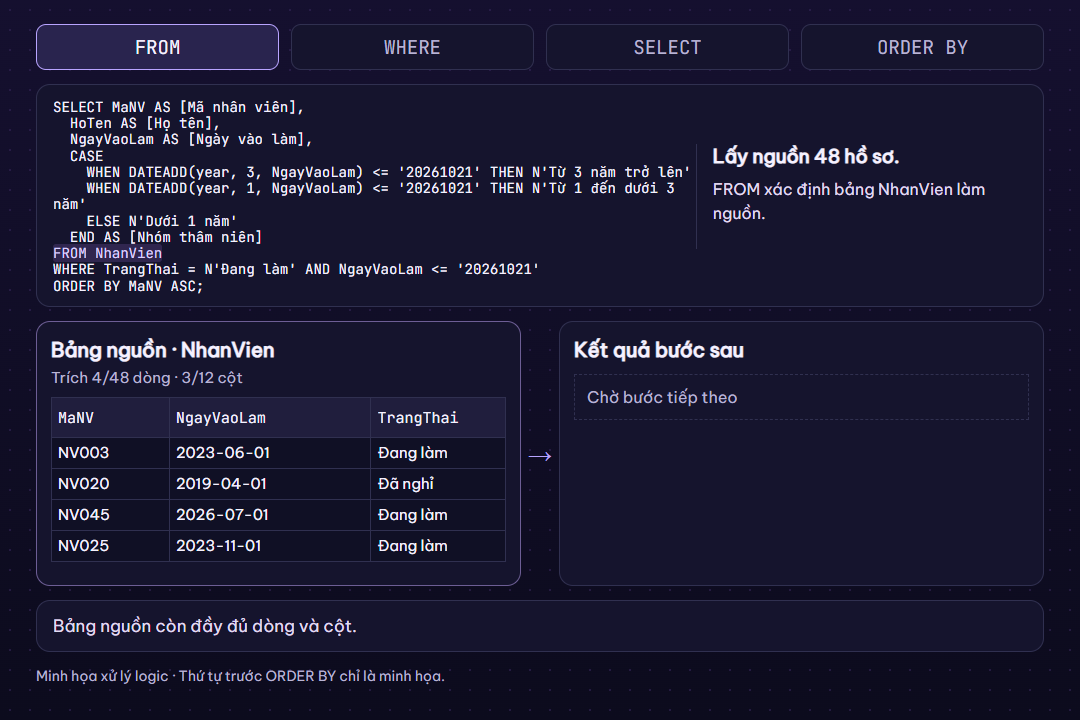 FROM
WHERE
SELECT
ORDER BY
SELECT MaNV AS [Mã nhân viên],
HoTen AS [Họ tên],
NgayVaoLam AS [Ngày vào làm],
CASE
WHEN DATEADD(year, 3, NgayVaoLam) <= '20261021' THEN N'Từ 3 năm trở lên'
WHEN DATEADD(year, 1, NgayVaoLam) <= '20261021' THEN N'Từ 1 đến dưới 3
năm'
ELSE N'Dưới 1 năm'
END AS [Nhóm thâm niên]
FROM NhanVien
WHERE TrangThai = N'Đang làm' AND NgayVaoLam <= '20261021'
ORDER BY MaNV ASC;
Lấy nguồn 48 hồ sơ.
FROM xác định bảng NhanVien làm
nguồn.
Bảng nguồn · NhanVien
Trích 4/48 dòng · 3/12 cột
MaNV NgayVaoLam TrangThai
NV003 2023-06-01 Đang làm
NV020 2019-04-01 Đã nghỉ
NV045 2026-07-01 Đang làm
NV025 2023-11-01 Đang làm
→
Kết quả bước sau
Chờ bước tiếp theo
Bảng nguồn còn đầy đủ dòng và cột.
Minh họa xử lý logic · Thứ tự trước ORDER BY chỉ là minh họa.